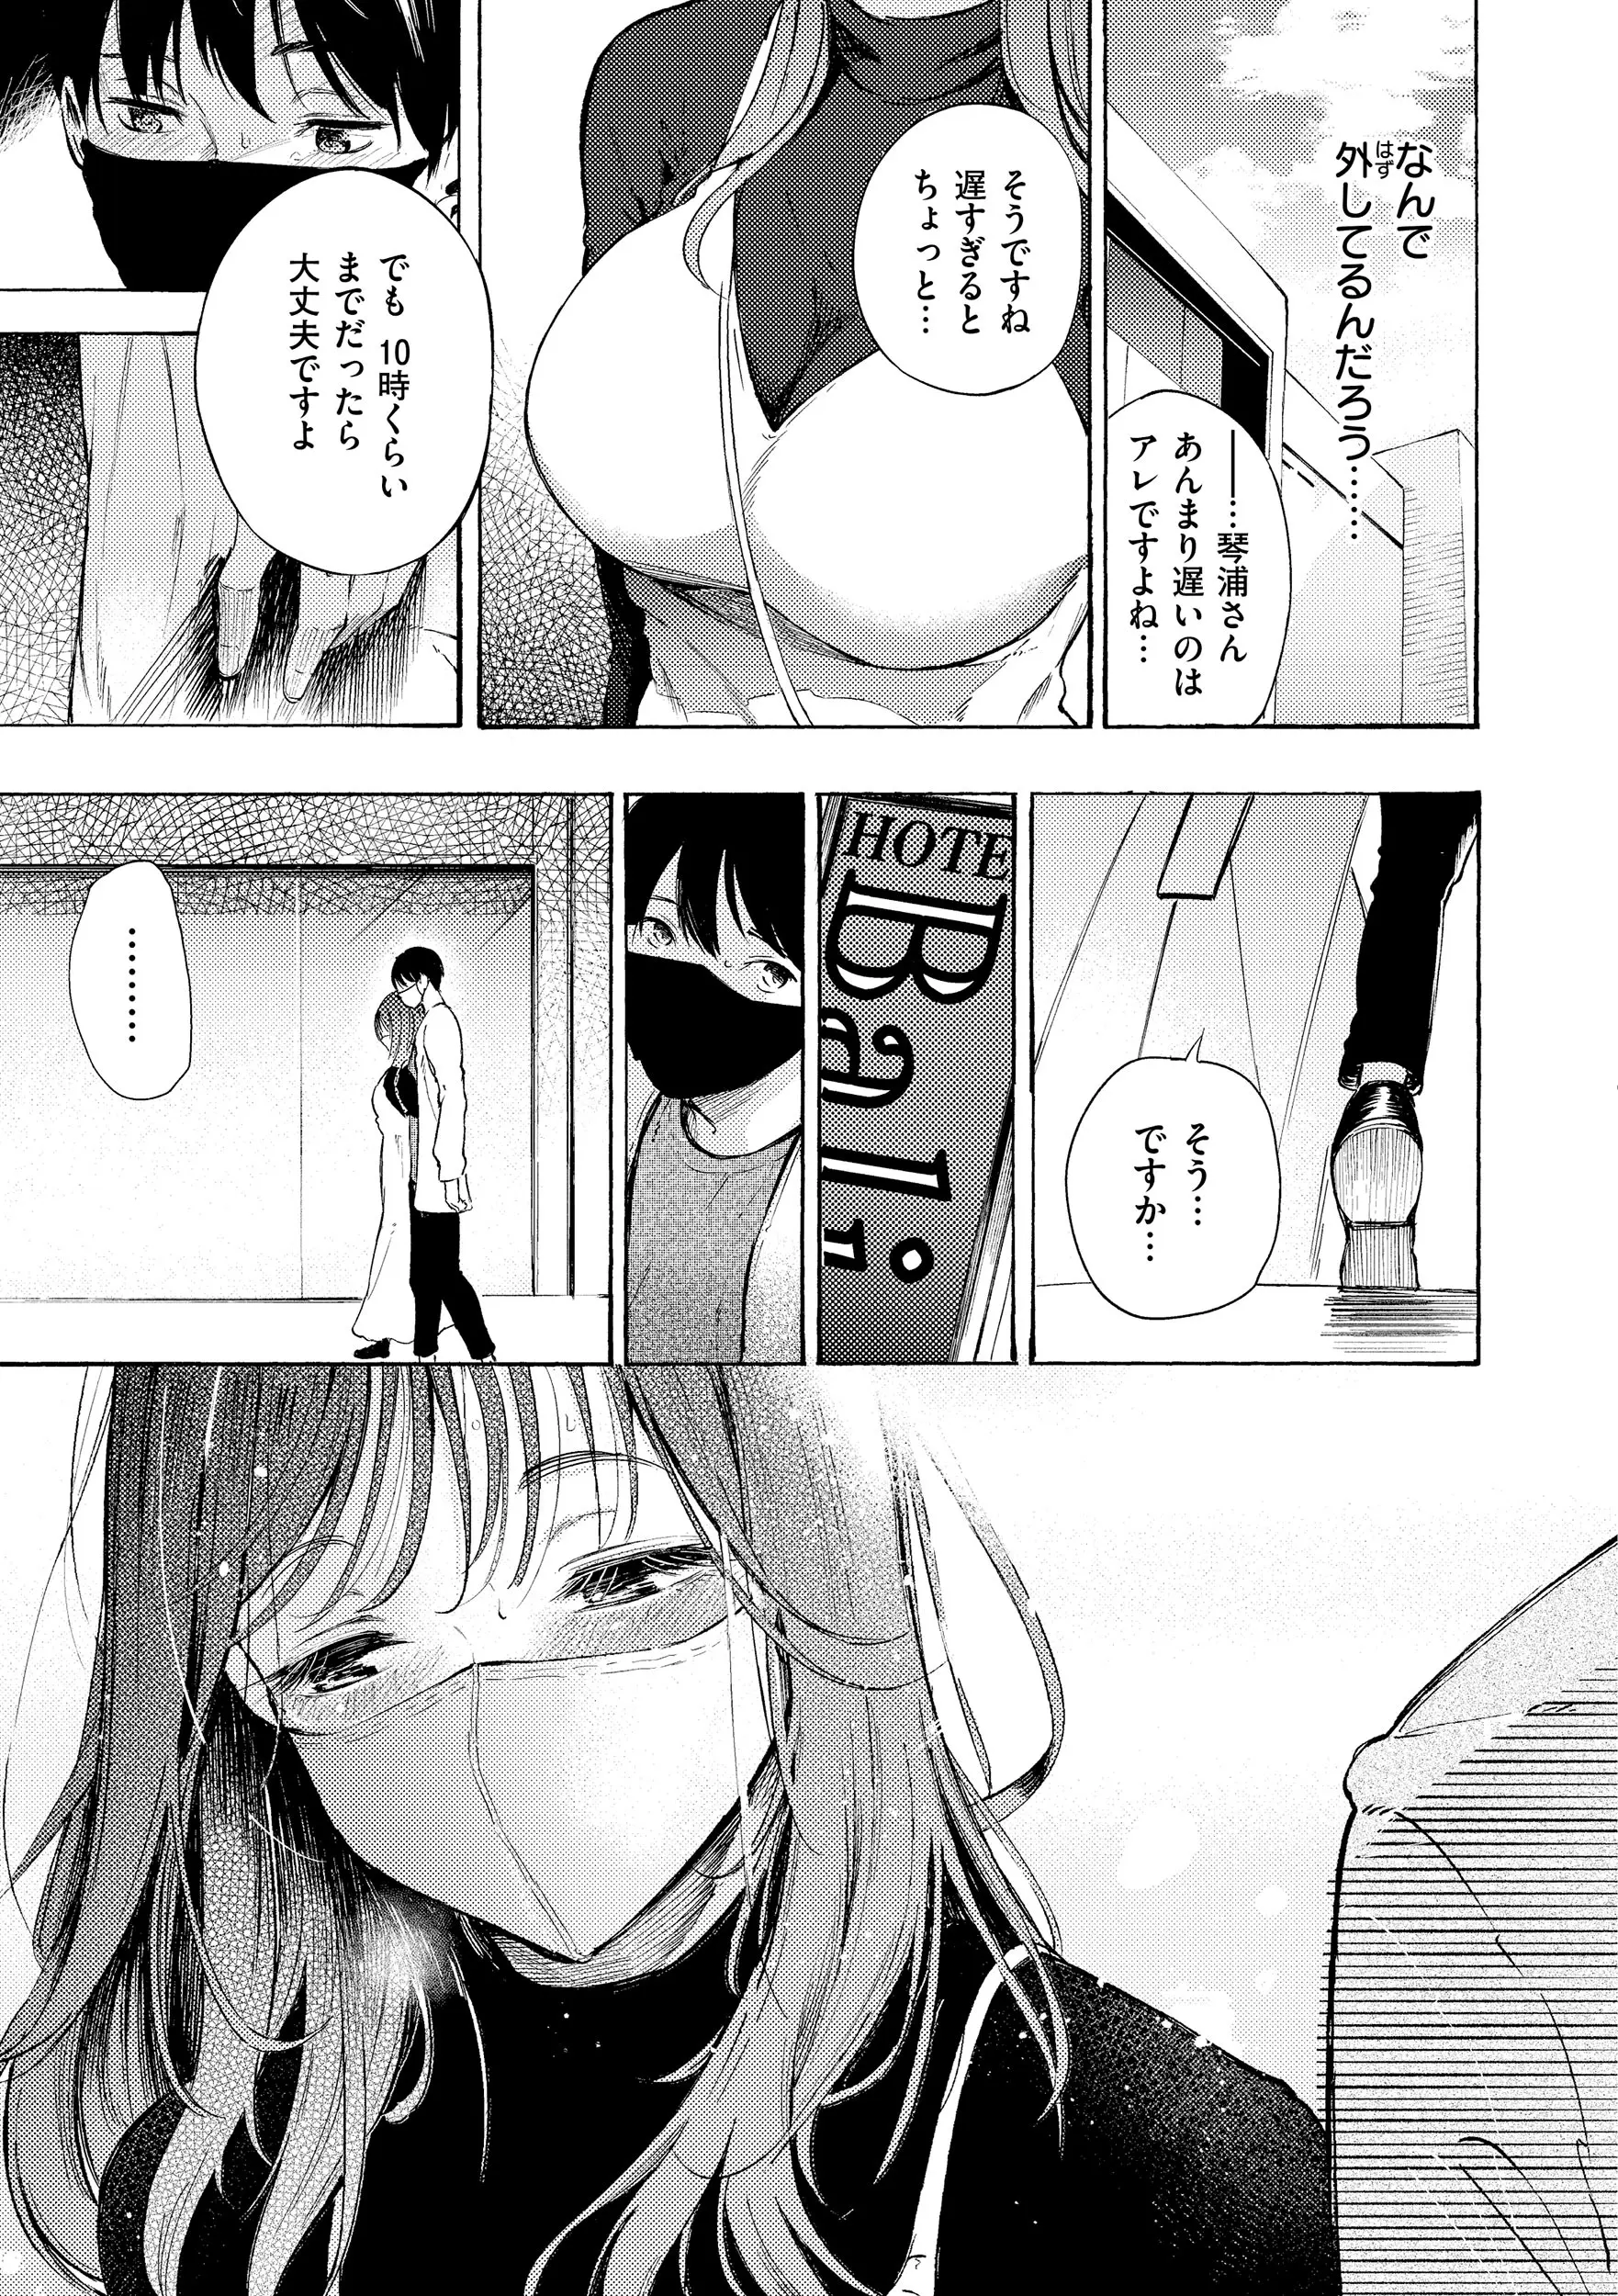 なんで
外してるんだろう……
はず
――…琴浦さん
あんまり遅いのは
アレですよね…
そうですね
遅すぎると
ちょっと…
でも 10時くらい
までだったら
大丈夫ですよ
そう…
ですか…
HOTE
Bali
………